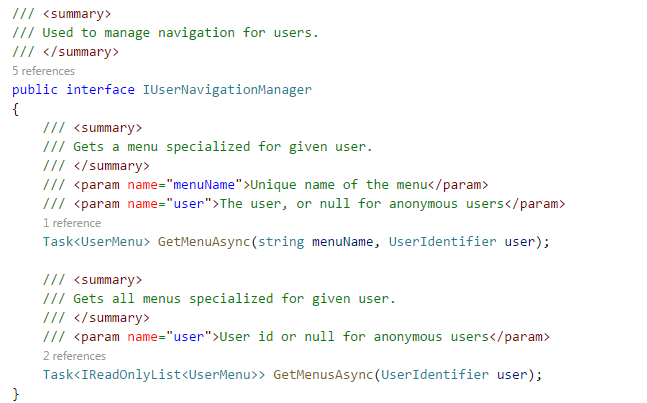 /// <summary>
/// Used to manage navigation for users.
/// </summary>
5 references
public interface IUserNavigationManager
{
/// <summary>
/// Gets a menu specialized for given user.
/// </summary>
/// <param name="menuName">Unique name of the menu</param>
/// <param name="user">The user, or null for anonymous users</param>
1 reference
Task<UserMenu> GetMenuAsync(string menuName, UserIdentifier user);
/// <summary>
/// Gets all menus specialized for given user.
/// </summary>
/// <param name="user">User id or null for anonymous users</param>
2 references
Task<IReadOnlyList<UserMenu>> GetMenusAsync(UserIdentifier user);
}